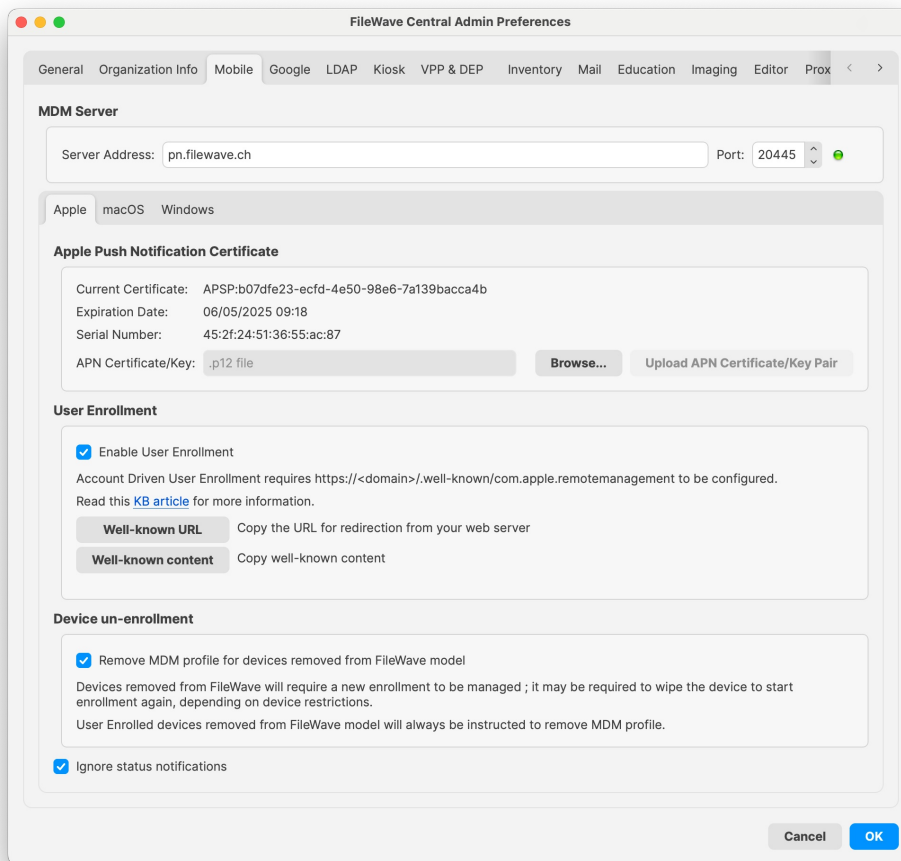 FileWave Central Admin Preferences
General Organization Info Mobile Google LDAP Kiosk VPP & DEP Inventory Mail Education Imaging Editor Prox
MDM Server
Server Address: pn.filewave.ch Port: 20445
Apple macOS Windows
Apple Push Notification Certificate
Current Certificate: APSP:b07dfe23-ecfd-4e50-98e6-7a139bacca4b
Expiration Date: 06/05/2025 09:18
Serial Number: 45:2f:24:51:36:55:ac:87
APN Certificate/Key: .p12 file Browse... Upload APN Certificate/Key Pair
User Enrollment
Enable User Enrollment
Account Driven User Enrollment requires https://<domain>/.well-known/com.apple.remotemanagement to be configured.
Read this KB article for more information.
Well-known URL Copy the URL for redirection from your web server
Well-known content Copy well-known content
Device un-enrollment
Remove MDM profile for devices removed from FileWave model
Devices removed from FileWave will require a new enrollment to be managed ; it may be required to wipe the device to start
enrollment again, depending on device restrictions.
User Enrolled devices removed from FileWave model will always be instructed to remove MDM profile.
Ignore status notifications
Cancel OK